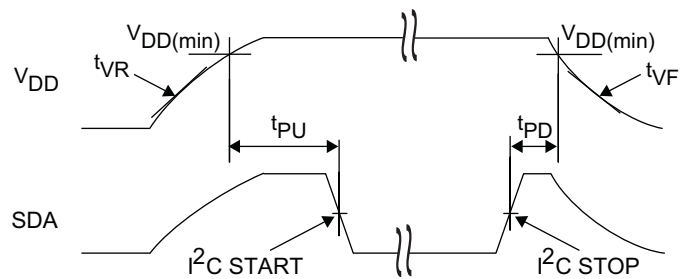 VDD(min)
VDD(min)
tVR
tVF
VDD
tPU
tPD
SDA
I2C START
I2C STOP